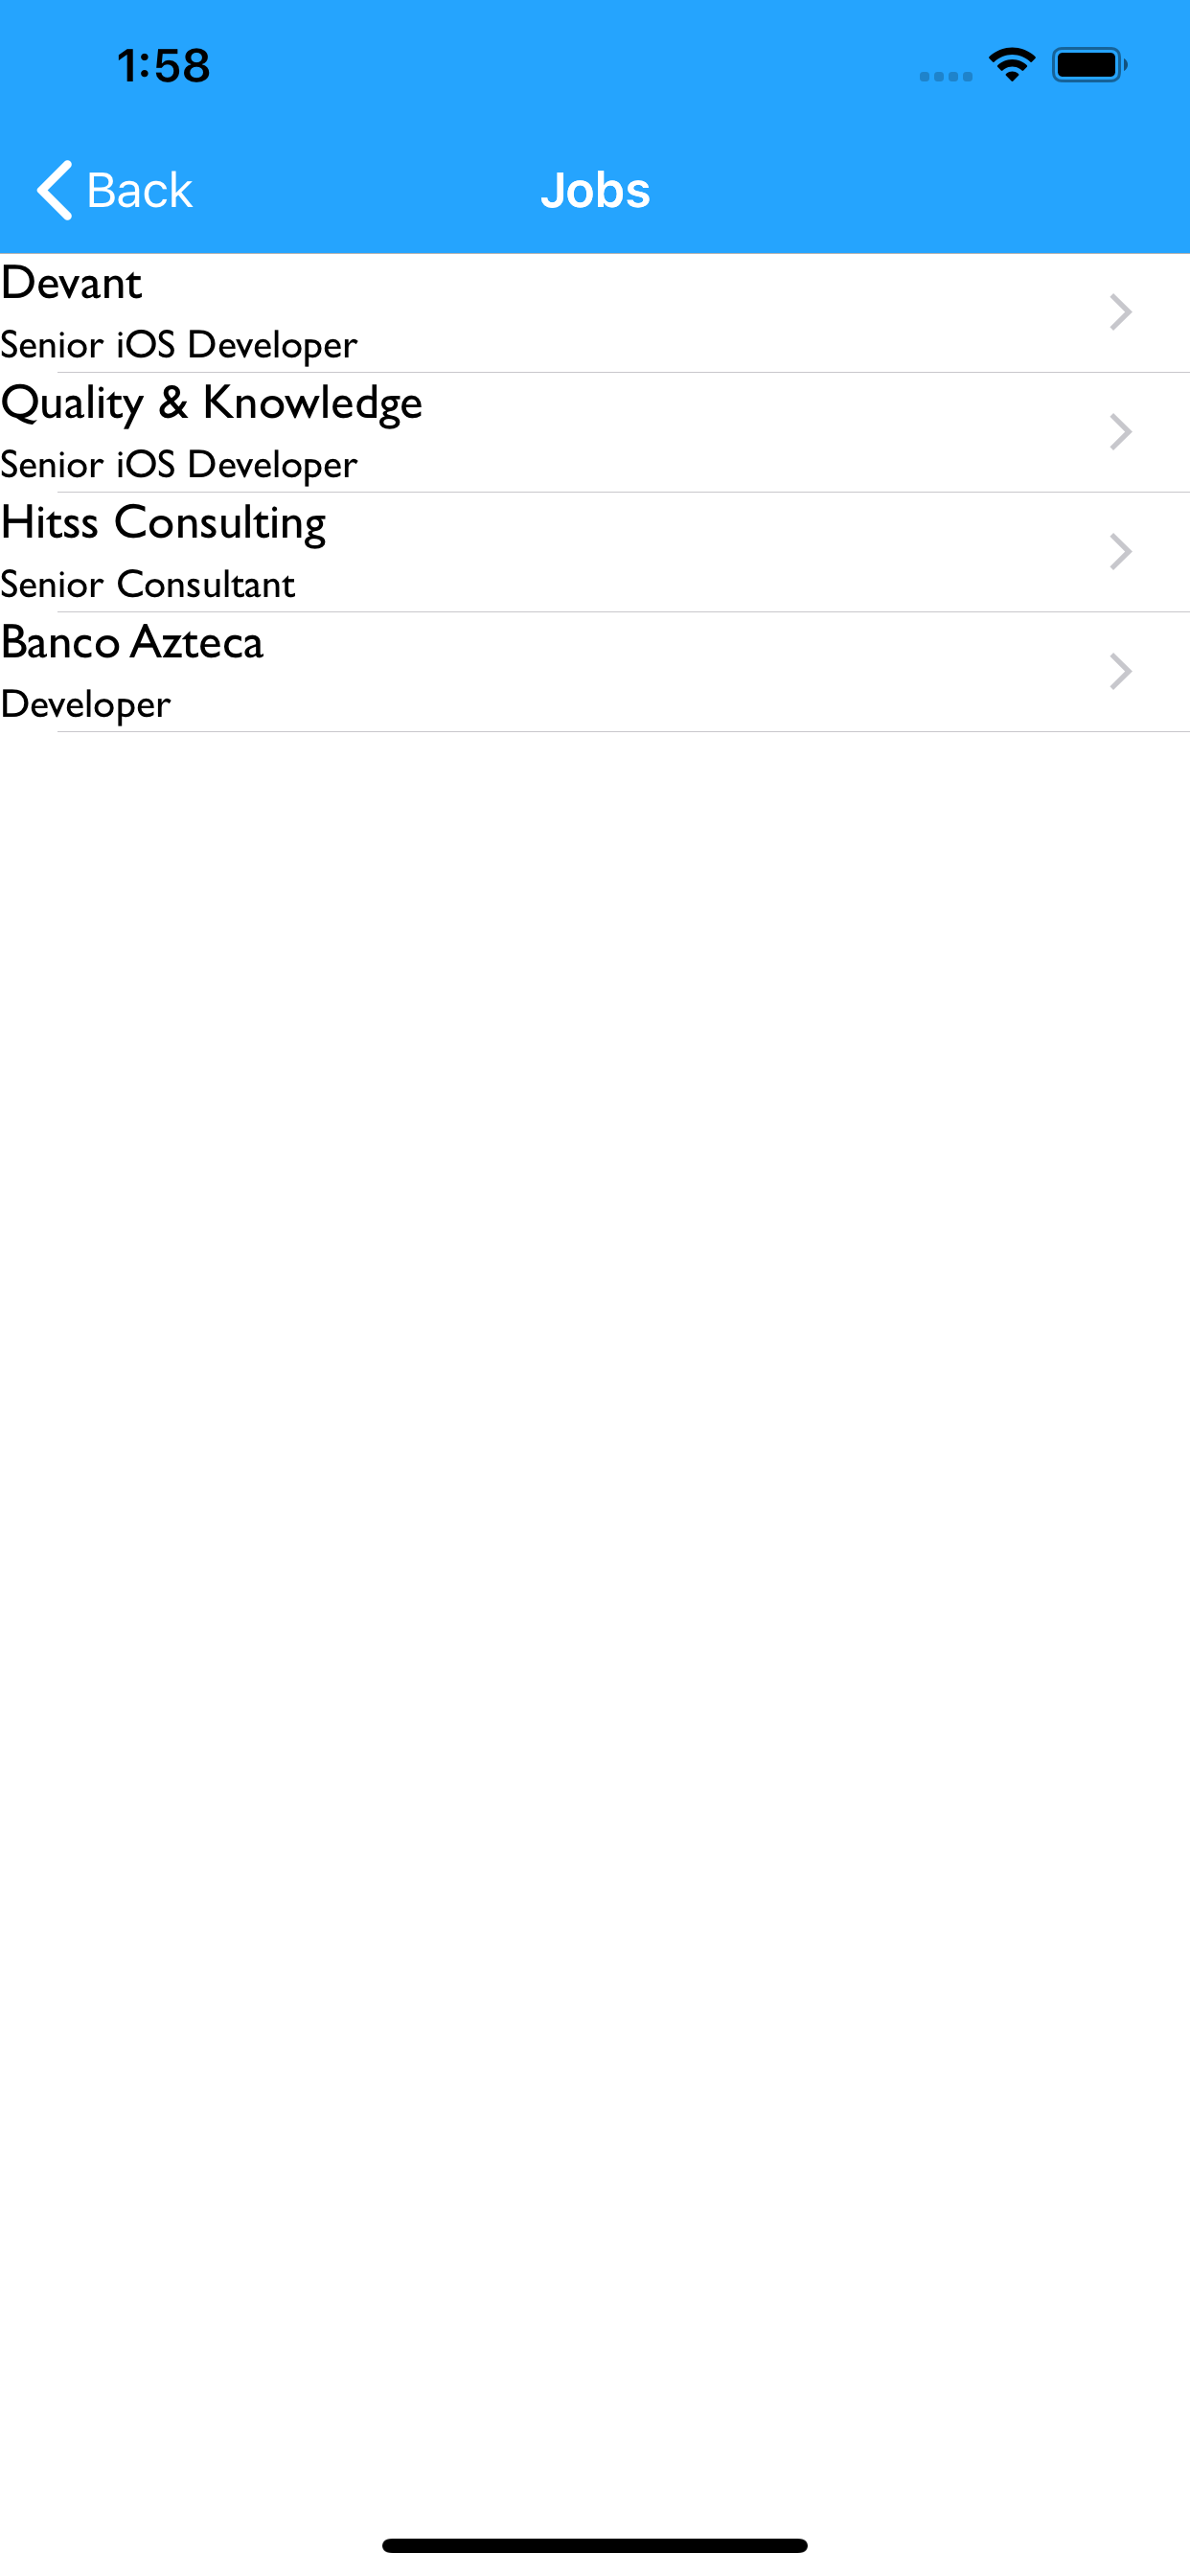 1:58
Back
Jobs
Devant
Senior iOS Developer
Quality & Knowledge
Senior iOS Developer
Hitss Consulting
Senior Consultant
Banco Azteca
Developer